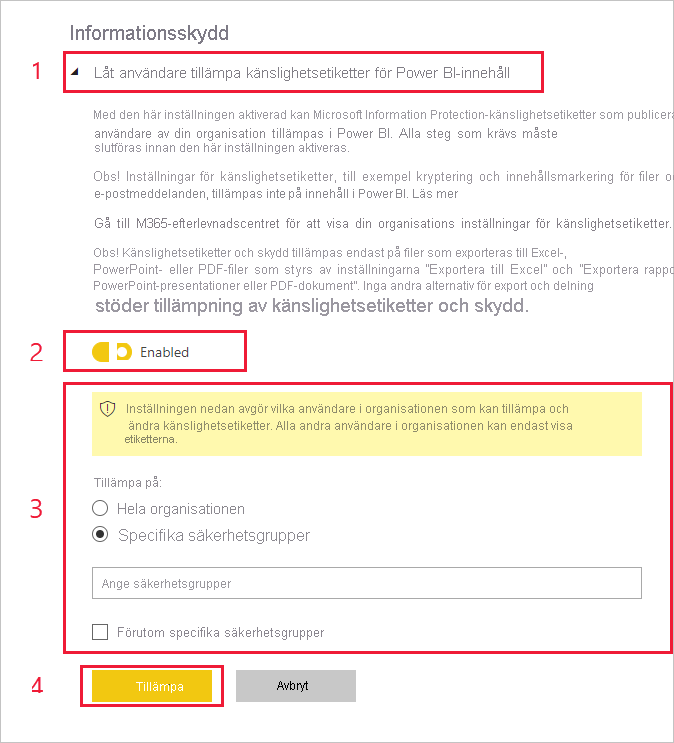 Informationsskydd
1
Låt användare tillämpa känslighetsetiketter för Power BI-innehåll
Med den här inställningen aktiverad kan Microsoft Information Protection-känslighetsetiketter som publicera
användare av din organisation tillämpas i Power BI. Alla steg som krävs måste
slutföras innan den här inställningen aktiveras.
Obs! Inställningar för känslighetsetiketter, till exempel kryptering och innehållsmarkering för filer o
e-postmeddelanden, tillämpas inte på innehåll i Power BI. Läs mer
Gå till M365-efterlevnadscentret för att visa din organisations inställningar för känslighetsetiketter.
Obs! Känslighetsetiketter och skydd tillämpas endast på filer som exporteras till Excel-,
PowerPoint- eller PDF-filer som styrs av inställningarna "Exportera till Excel" och "Exportera rappo
PowerPoint-presentationer eller PDF-dokument". Inga andra alternativ för export och delning
stöder tillämpning av känslighetsetiketter och skydd.
2
Enabled
Inställningen nedan avgör vilka användare i organisationen som kan tillämpa och
ändra känslighetsetiketter. Alla andra användare i organisationen kan endast visa
etiketterna.
Tillämpa på:
3
Hela organisationen
Specifika säkerhetsgrupper
Ange säkerhetsgrupper
Förutom specifika säkerhetsgrupper
4
Tillämpa
Avbryt